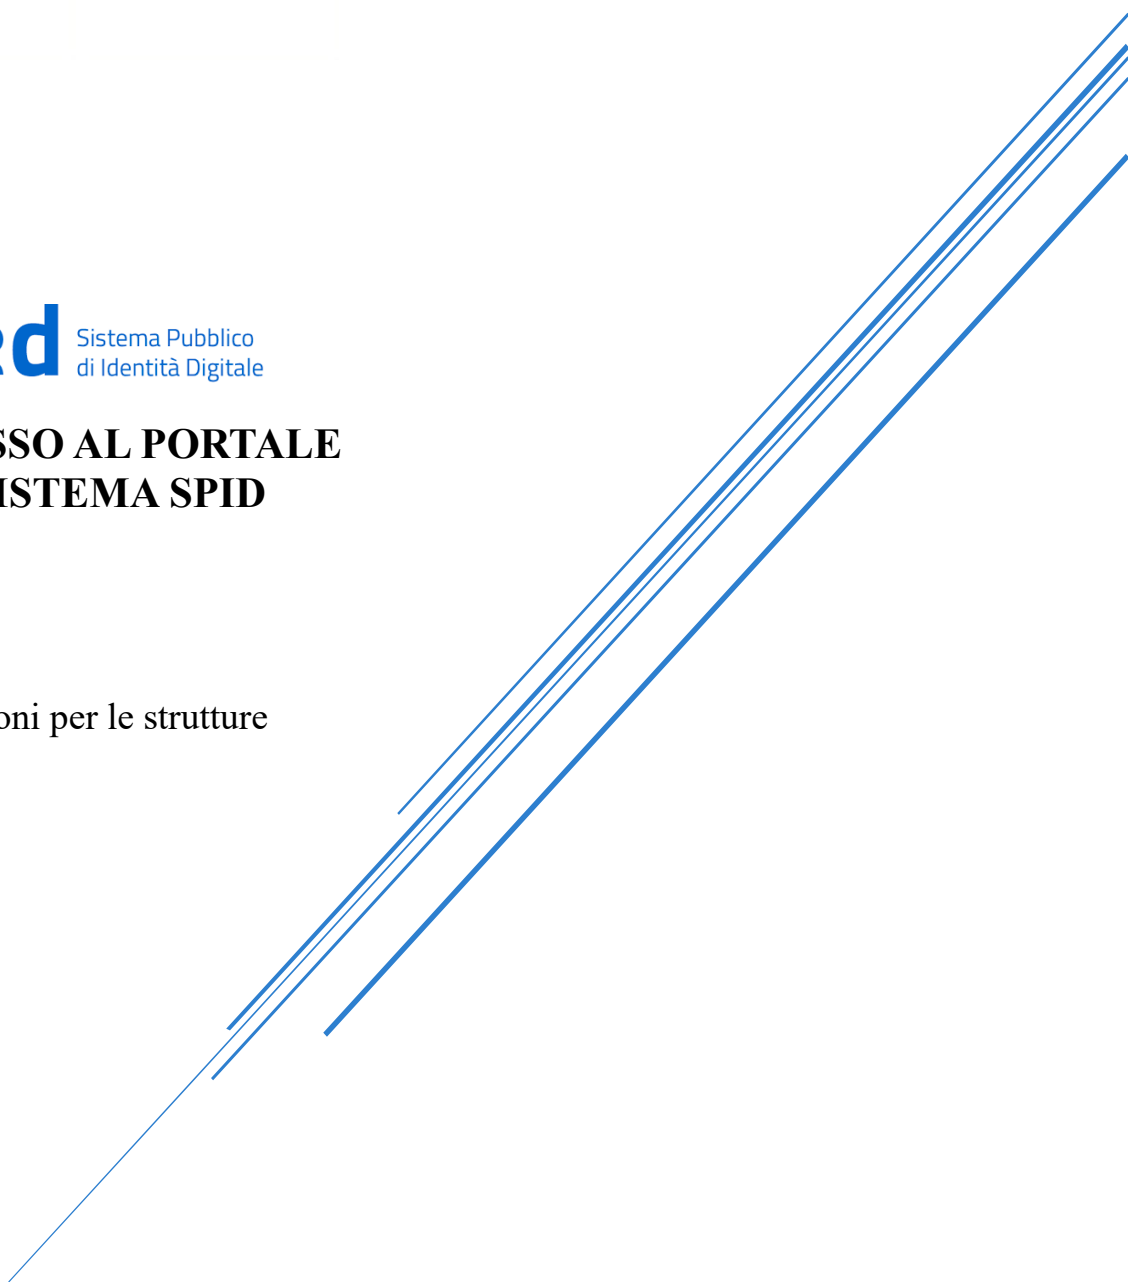 d Sistema Pubblico
di Identità Digitale
SSO AL PORTALE
ISTEMA SPID
oni per le strutture